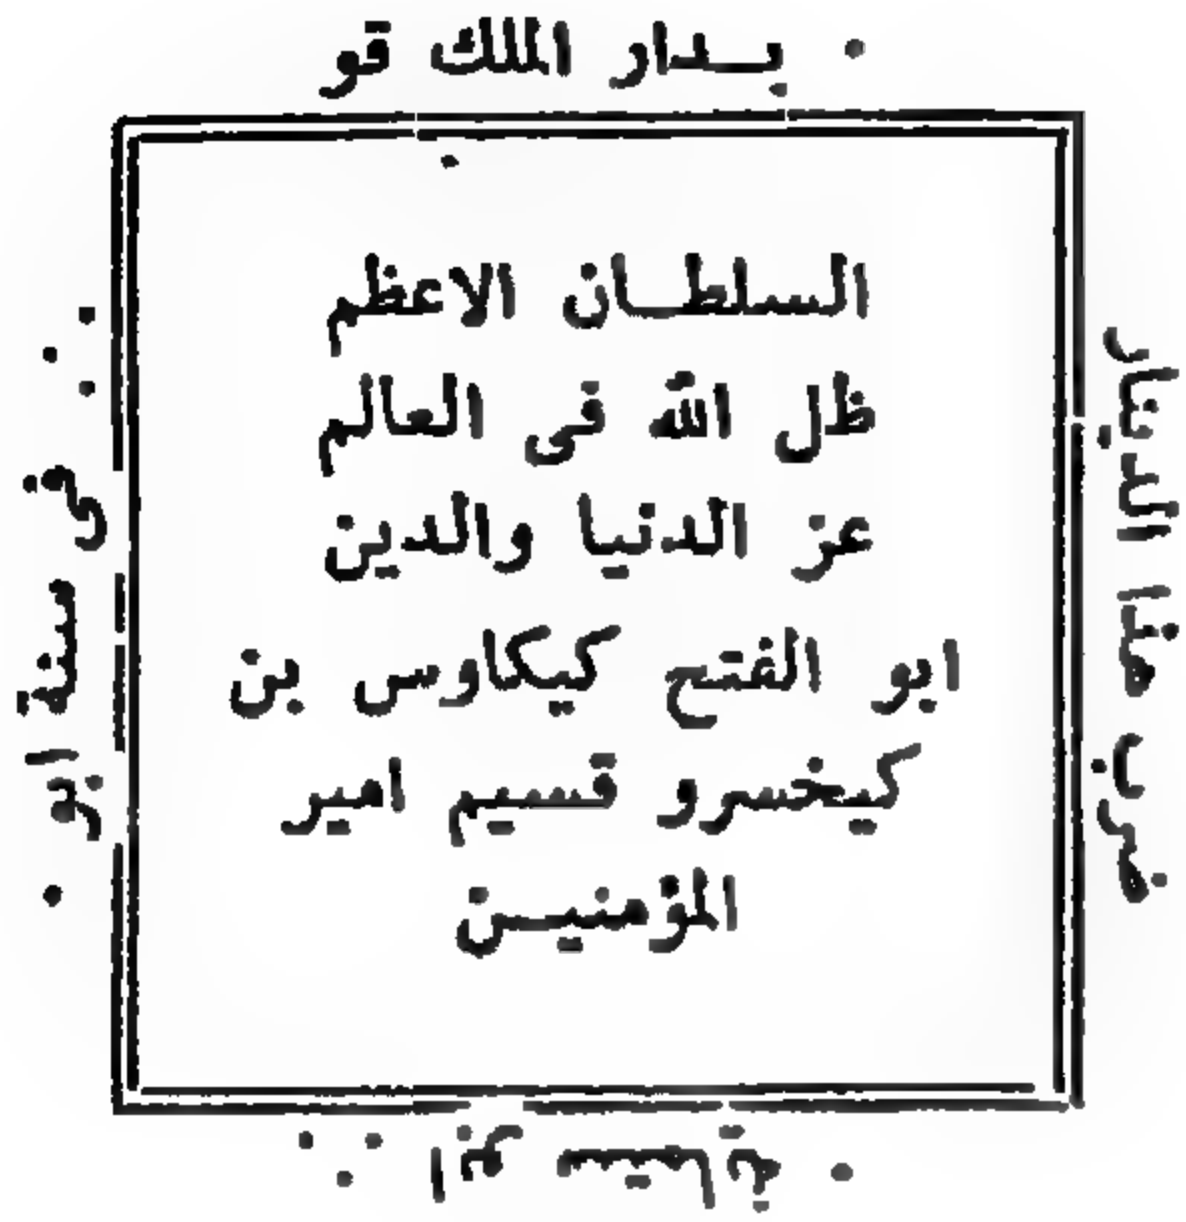 بـدار الملك قو
السلطـان الاعظم
ظل الله فى العالم
عز الدنيا والدين
ابو الفتح كيكاوس بن
كيخسرو قسيم امير
المؤمنيـن
ضرب هذا الدينار
فى سنة ابو
ستماية